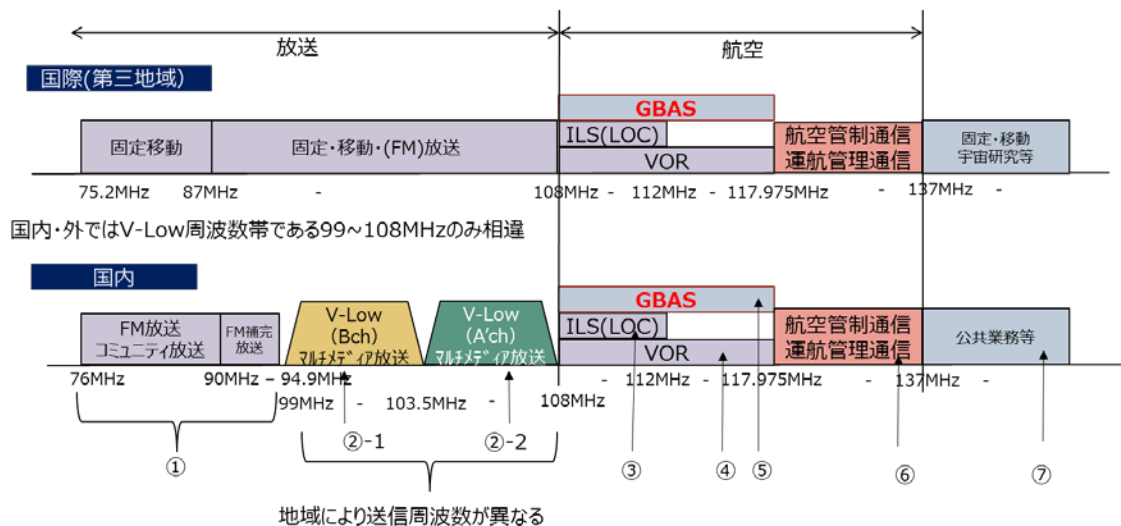 放送
航空
国際(第三地域)
GBAS
固定移動
固定・移動・(FM)放送
ILS(LOC)
VOR
航空管制通信
運航管理通信
固定・移動
宇宙研究等
75.2MHz 87MHz - 108MHz - 112MHz - 117.975MHz - 137MHz -
国内・外ではV-Low周波数帯である99~108MHzのみ相違
国内
FM放送
コミュニティ放送
FM補完
放送
V-Low
(Bch)
マルチメディア放送
V-Low
(A'ch)
マルチメディア放送
GBAS
ILS(LOC)
VOR
航空管制通信
運航管理通信
公共業務等
76MHz 90MHz – 94.9MHz - 112MHz - 117.975MHz - 137MHz -
99MHz - 103.5MHz - 108MHz
① ②-1 ②-2 ③ ④ ⑤ ⑥ ⑦
地域により送信周波数が異なる